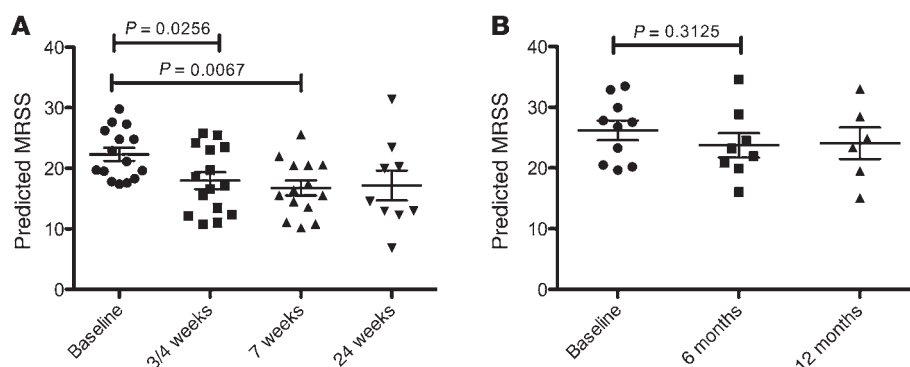 A
P = 0.0256
P = 0.0067
Predicted MRSS
40
30
20
10
0
Baseline
3/4 weeks
7 weeks
24 weeks
B
P = 0.3125
Predicted MRSS
40
30
20
10
0
Baseline
6 months
12 months